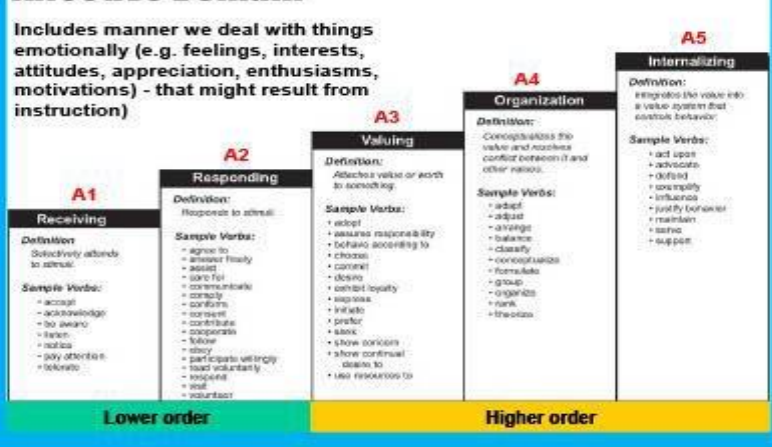 Includes manner we deal with things
emotionally (e.g. feelings, interests,
attitudes, appreciation, enthusiasms,
motivations) - that might result from
instruction)
A1
Receiving
Definition
Selectively attends
to stimuli.
Sample Verbs:
• accept
• acknowledge
• be aware
• listen
• notice
• pay attention
• tolerate
A2
Responding
Definition:
Responds to stimuli.
Sample Verbs:
• agree to
• answer freely
• assist
• care for
• communicate
• comply
• conform
• consent
• contribute
• cooperate
• follow
• obey
• participate willingly
• read voluntarily
• respond
• visit
• volunteer
A3
Valuing
Definition:
Attaches value or worth
to something.
Sample Verbs:
• adopt
• assume responsibility
• behave according to
• choose
• commit
• desire
• exhibit loyalty
• express
• initiate
• prefer
• seek
• show concern
• show continual
desire to
• use resources to
A4
Organization
Definition:
Conceptualizes the
value and resolves
conflict between it and
other values.
Sample Verbs:
• adapt
• adjust
• arrange
• balance
• classify
• conceptualize
• formulate
• group
• organize
• rank
• theorize
A5
Internalizing
Definition:
Integrates the value into
a value system that
controls behavior.
Sample Verbs:
• act upon
• advocate
• defend
• exemplify
• influence
• justify behavior
• maintain
• serve
• support
Lower order
Higher order